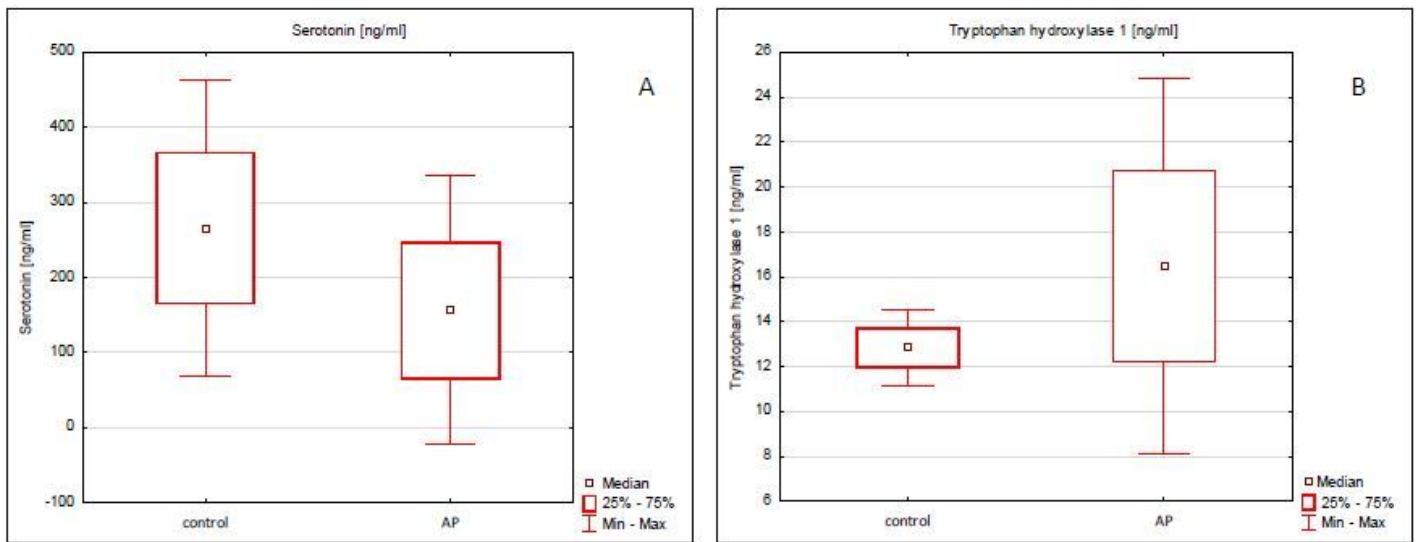 Serotonin [ng/ml]
A
500
400
300
200
100
0
-100
Serotonin [ng/ml]
control
AP
Median
25% - 75%
Min - Max
Tryptophan hydroxylase 1 [ng/ml]
B
26
24
22
20
18
16
14
12
10
8
6
Tryptophan hydroxylase 1 [ng/ml]
control
AP
Median
25% - 75%
Min - Max